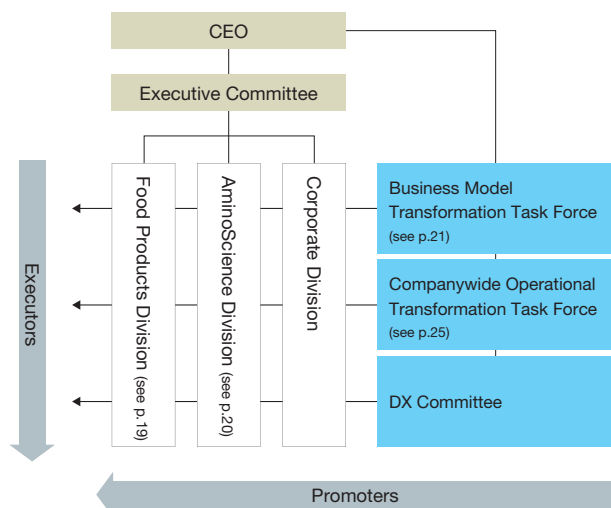 CEO
Executive Committee
Food Products Division (see p.19)
AminoScience Division (see p.20)
Corporate Division
Business Model
Transformation Task Force
(see p.21)
Companywide Operational
Transformation Task Force
(see p.25)
DX Committee
Executors
Promoters